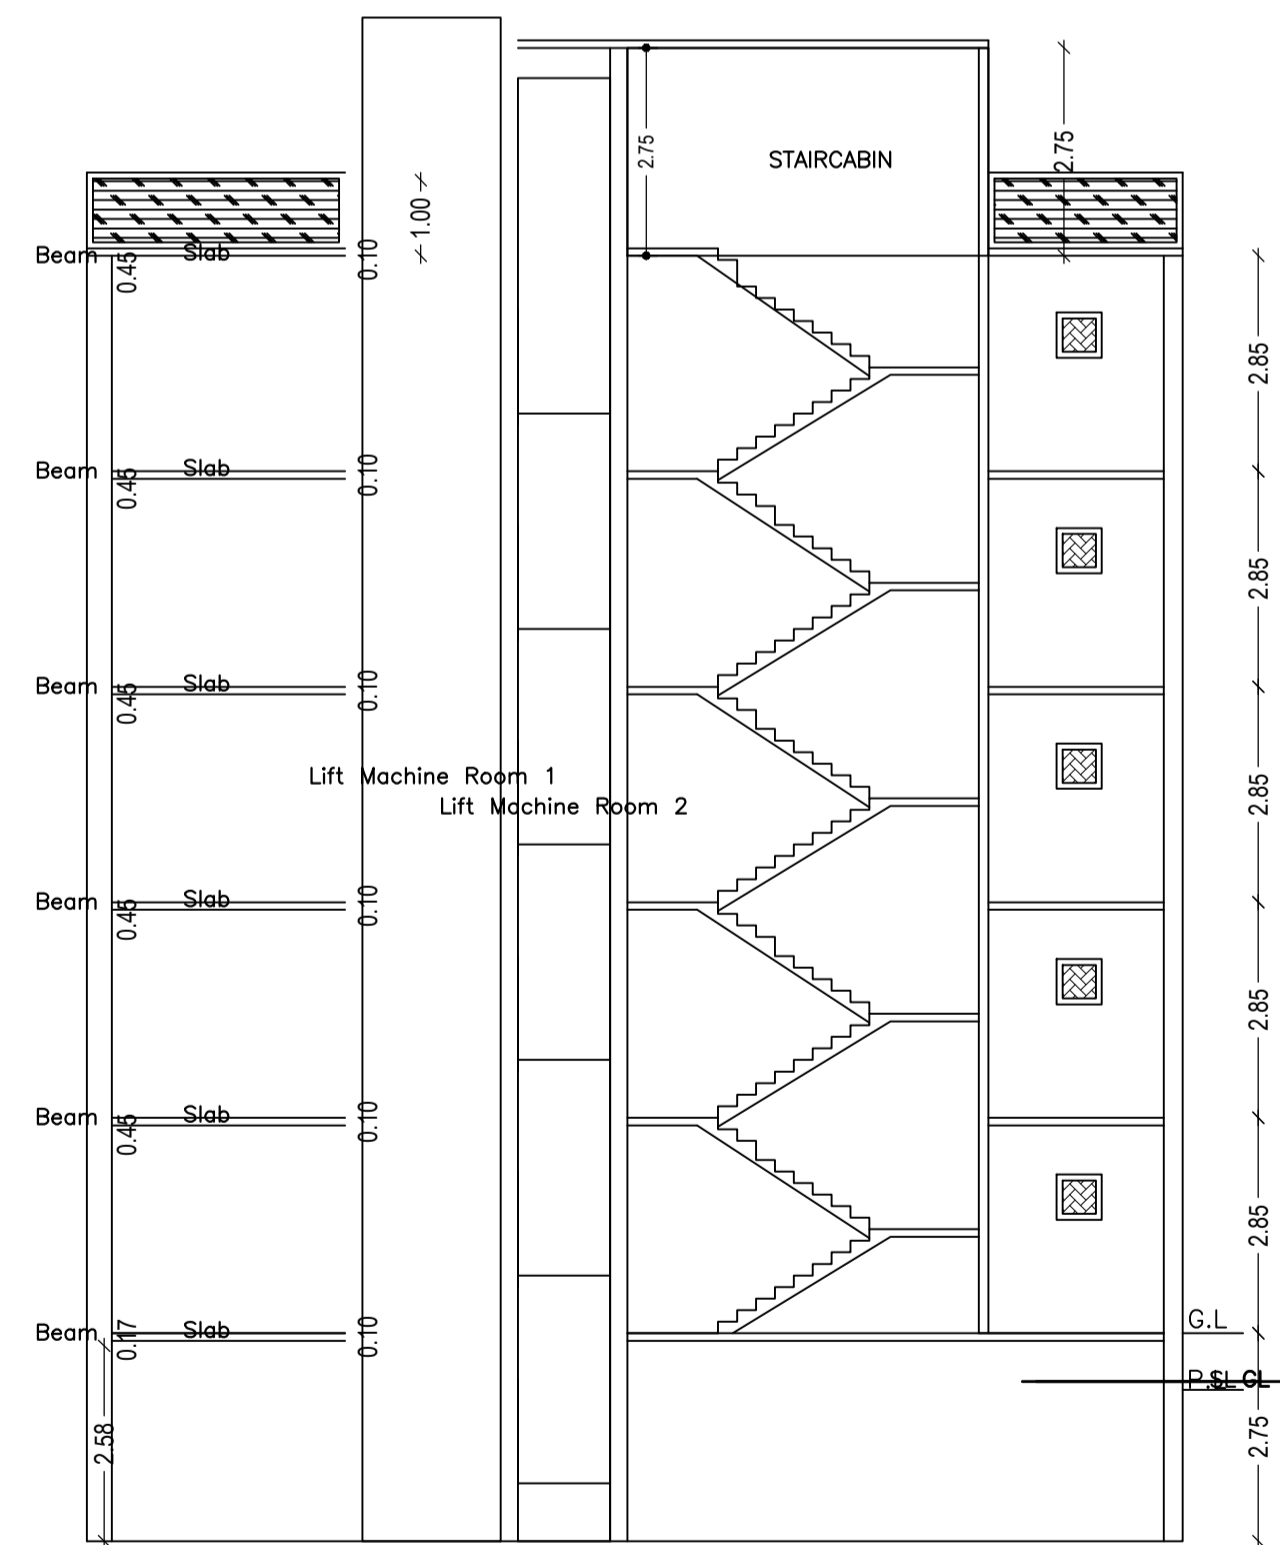 2.75
STAIRCABIN
2.75
1.00
Beam 0.45 Slab 0.10
2.85
Beam 0.45 Slab 0.10
2.85
Beam 0.45 Slab 0.10
Lift Machine Room 1
2.85
Lift Machine Room 2
Beam 0.45 Slab 0.10
2.85
Beam 0.45 Slab 0.10
2.85
G.L
Beam 0.17 Slab 0.10
2.58
2.75